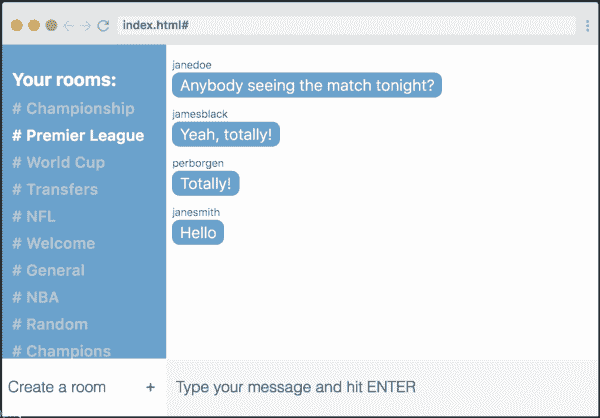 index.html#
Your rooms:
# Championship
# Premier League
# World Cup
# Transfers
# NFL
# Welcome
# General
# NBA
# Random
# Champions
Create a room +
janedoe
Anybody seeing the match tonight?
jamesblack
Yeah, totally!
perborgen
Totally!
janesmith
Hello
Type your message and hit ENTER